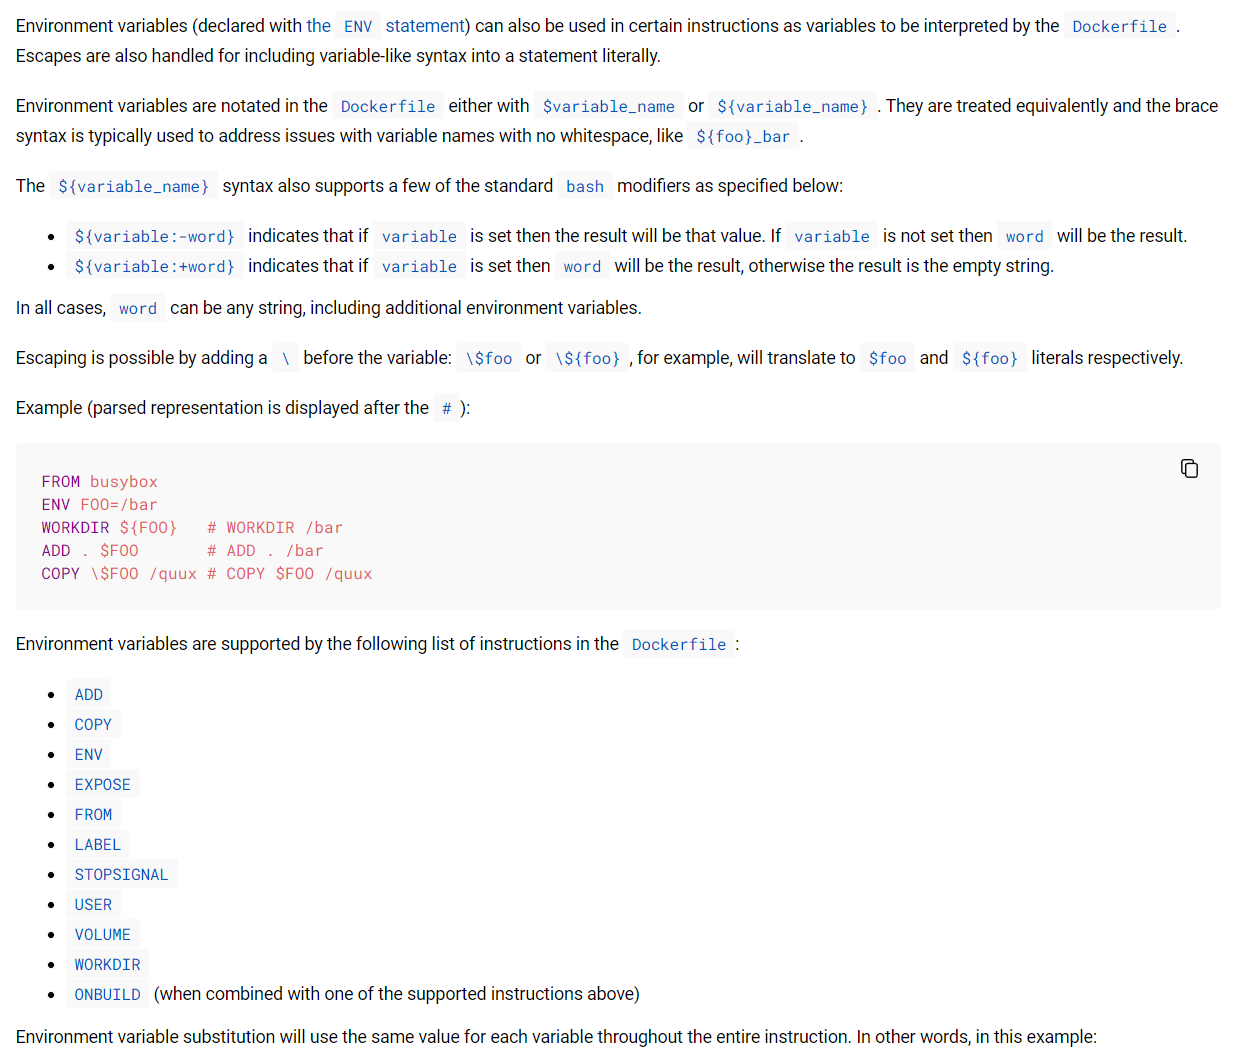 Environment variables (declared with the ENV statement) can also be used in certain instructions as variables to be interpreted by the Dockerfile .
Escapes are also handled for including variable-like syntax into a statement literally.
Environment variables are notated in the Dockerfile either with $variable_name or ${variable_name} . They are treated equivalently and the brace
syntax is typically used to address issues with variable names with no whitespace, like ${foo}_bar .
The ${variable_name} syntax also supports a few of the standard bash modifiers as specified below:
• ${variable:-word} indicates that if variable is set then the result will be that value. If variable is not set then word will be the result.
• ${variable:+word} indicates that if variable is set then word will be the result, otherwise the result is the empty string.
In all cases, word can be any string, including additional environment variables.
Escaping is possible by adding a \ before the variable: \$foo or \${foo} , for example, will translate to $foo and ${foo} literals respectively.
Example (parsed representation is displayed after the # ):
FROM busybox
ENV FOO=/bar
WORKDIR ${FOO}   # WORKDIR /bar
ADD . $FOO       # ADD . /bar
COPY \$FOO /quux # COPY $FOO /quux
Environment variables are supported by the following list of instructions in the Dockerfile :
• ADD
• COPY
• ENV
• EXPOSE
• FROM
• LABEL
• STOPSIGNAL
• USER
• VOLUME
• WORKDIR
• ONBUILD (when combined with one of the supported instructions above)
Environment variable substitution will use the same value for each variable throughout the entire instruction. In other words, in this example: